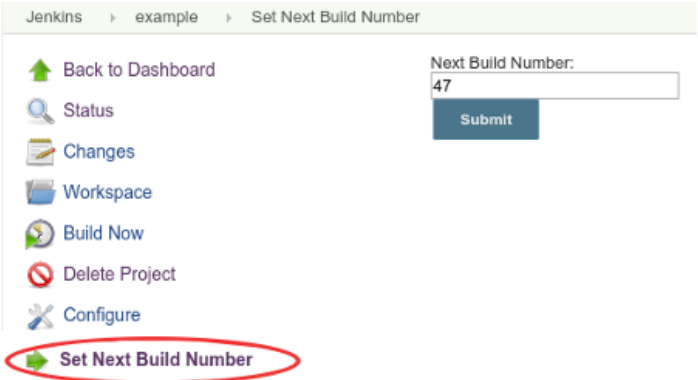 Jenkins example Set Next Build Number
Back to Dashboard
Status
Changes
Workspace
Build Now
Delete Project
Configure
Set Next Build Number
Next Build Number:
47
Submit